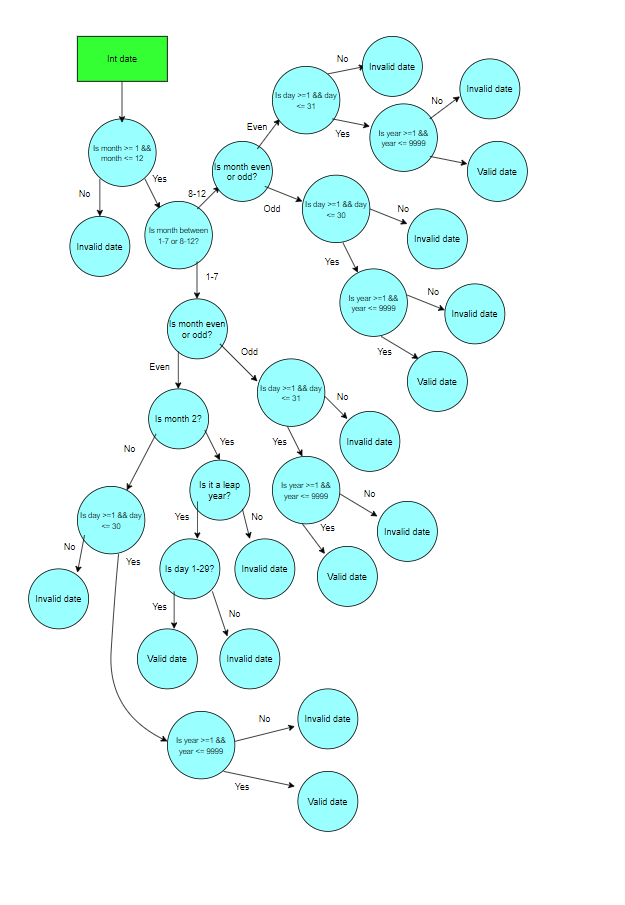 Int date
No
Invalid date
Is day >=1 && day
<= 31
Invalid date
No
Even
Yes
Is year >=1 &&
year <= 9999
Is month >= 1 &&
month <= 12
Yes
Is month even
or odd?
Valid date
No
8-12
Odd
Is day >=1 && day
<= 30
No
Is month between
1-7 or 8-12?
Invalid date
Invalid date
Yes
1-7
No
Is year >=1 &&
year <= 9999
Invalid date
Is month even
or odd?
Odd
Yes
Even
Valid date
Is day >=1 && day
<= 31
No
Is month 2?
Yes
Yes
Invalid date
No
Is it a leap
year?
Is year >=1 &&
year <= 9999
No
Is day >=1 && day
<= 30
Yes
No
Yes
Invalid date
No
Yes
Is day 1-29?
Invalid date
Valid date
Invalid date
Yes
No
Valid date
Invalid date
No
Invalid date
Is year >=1 &&
year <= 9999
Yes
Valid date